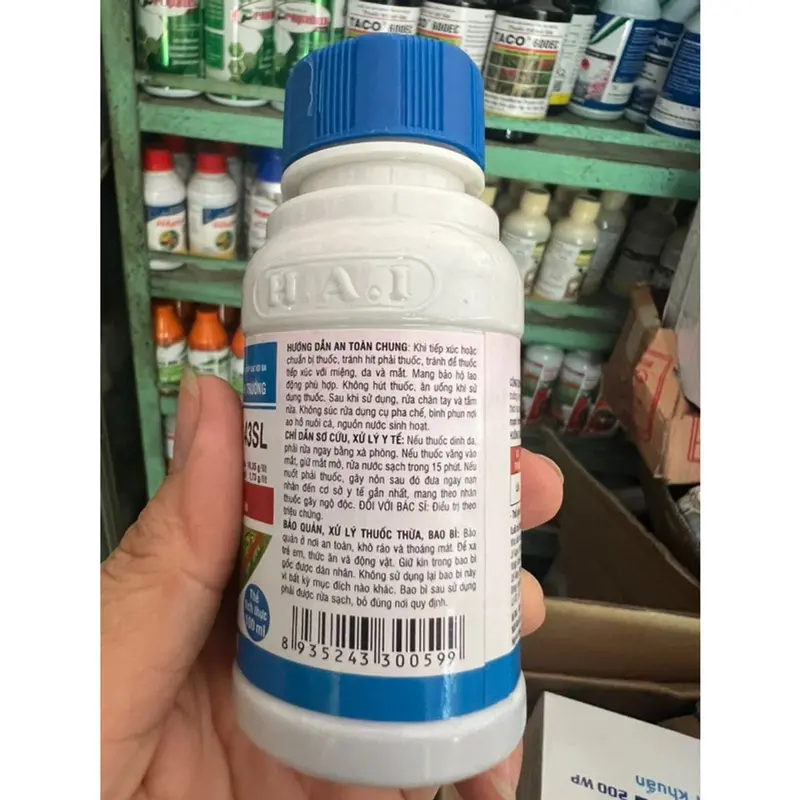 TACO 600EC
TACO 600EC
H.A.I
HƯỚNG DẪN AN TOÀN CHUNG: Khi tiếp xúc hoặc
chuẩn bị thuốc, tránh hít phải thuốc, tránh để thuốc
tiếp xúc với miệng, da và mắt. Mang bảo hộ lao
động phù hợp. Không hút thuốc, ăn uống khi sử
dụng thuốc. Sau khi sử dụng, rửa chân tay và tắm
rửa. Không súc rửa dụng cụ pha chế, bình phun nơi
ao hồ nuôi cá, nguồn nước sinh hoạt.
CHỈ DẪN SƠ CỨU, XỬ LÝ Y TẾ: Nếu thuốc dính da,
phải rửa ngay bằng xà phòng. Nếu thuốc văng vào
mắt, giữ mắt mở, rửa nước sạch trong 15 phút. Nếu
nuốt phải thuốc, gây nôn sau đó đưa ngay nạn
nhân đến cơ sở y tế gần nhất, mang theo nhãn
thuốc gây ngộ độc. ĐỐI VỚI BÁC SĨ: Điều trị theo
triệu chứng.
BẢO QUẢN, XỬ LÝ THUỐC THỪA, BAO BÌ: Bảo
quản ở nơi an toàn, khô ráo và thoáng mát. Để xa
trẻ em, thức ăn và động vật. Giữ kín trong bao bì
gốc được dán nhãn. Không sử dụng lại bao bì này
vì bất kỳ mục đích nào khác. Bao bì sau sử dụng
phải được rửa sạch, bỏ đúng nơi quy định.
8 935243 300599
TRƯỞNG
43SL
Thể
tích thực
100 ml
200 WP
khuẩn